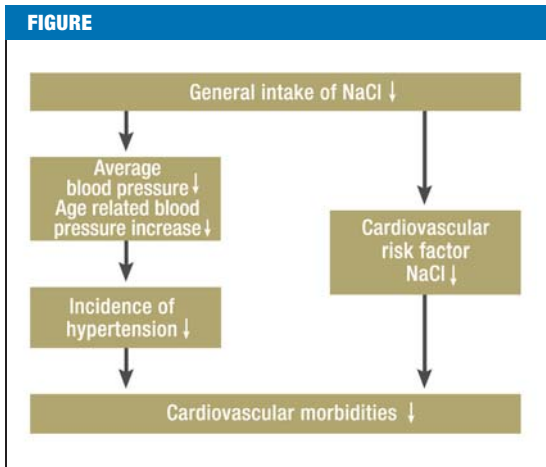 FIGURE
General intake of NaCl ↓
Average
blood pressure ↓
Age related blood
pressure increase ↓
Cardiovascular
risk factor
NaCl ↓
Incidence of
hypertension ↓
Cardiovascular morbidities ↓